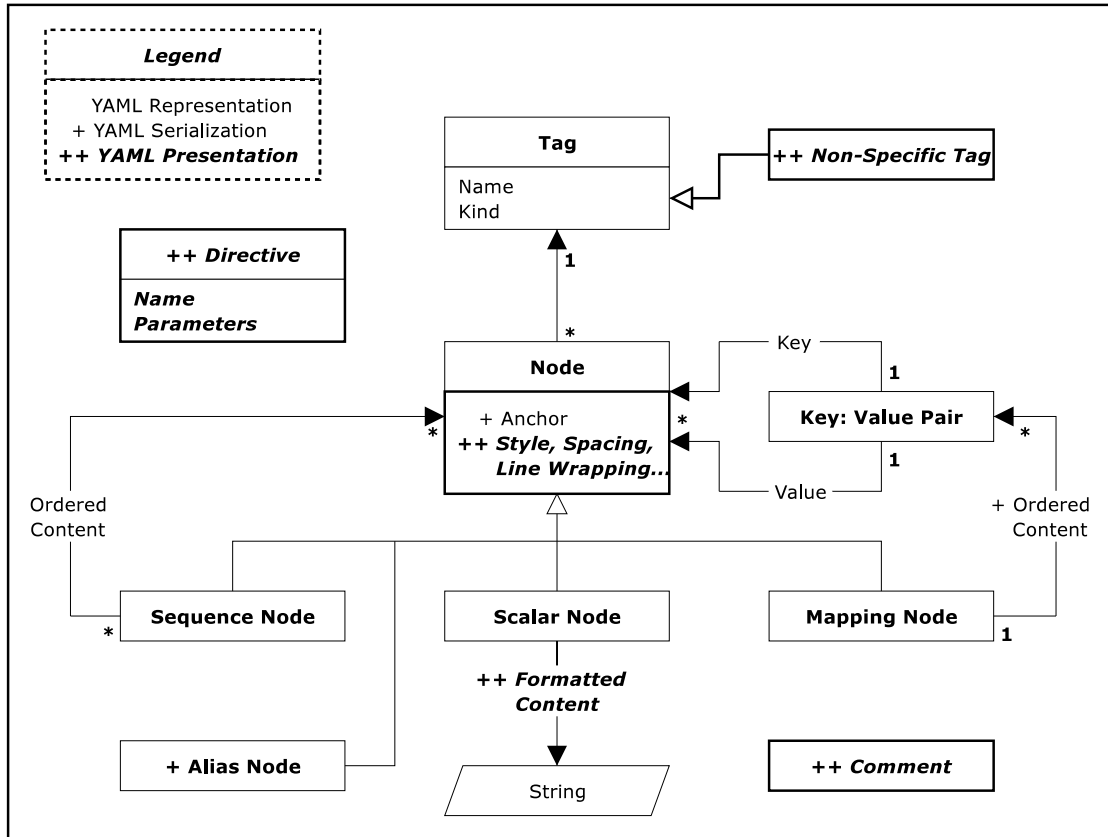 Legend
YAML Representation
+ YAML Serialization
++ YAML Presentation
Tag
Name
Kind
++ Non-Specific Tag
++ Directive
Name
Parameters
1
*
Node
+ Anchor
++ Style, Spacing,
Line Wrapping...
Key
1
*
*
Key: Value Pair
*
1
Value
Ordered
Content
+ Ordered
Content
Sequence Node
*
Scalar Node
Mapping Node
1
++ Formatted
Content
+ Alias Node
String
++ Comment